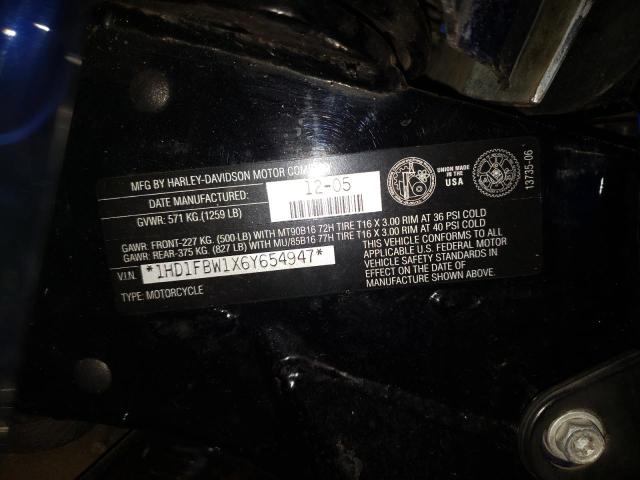 MFG BY HARLEY-DAVIDSON MOTOR COMPANY
DATE MANUFACTURED: 12-05
GVWR: 571 KG.(1259 LB)
UNION MADE
IN THE
USA
13735-06
GAWR: FRONT-227 KG. (500-LB) WITH MT90B16 72H TIRE T16 X 3.00 RIM AT 36 PSI COLD
GAWR: REAR-375 KG. (827 LB) WITH MU/85B16 77H TIRE T16 X 3.00 RIM AT 40 PSI COLD
V.I.N. *1HD1FBW1X6Y654947*
TYPE: MOTORCYCLE
THIS VEHICLE CONFORMS TO ALL
APPLICABLE U.S. FEDERAL MOTOR
VEHICLE SAFETY STANDARDS IN
EFFECT ON THE DATE OF
MANUFACTURE SHOWN ABOVE.